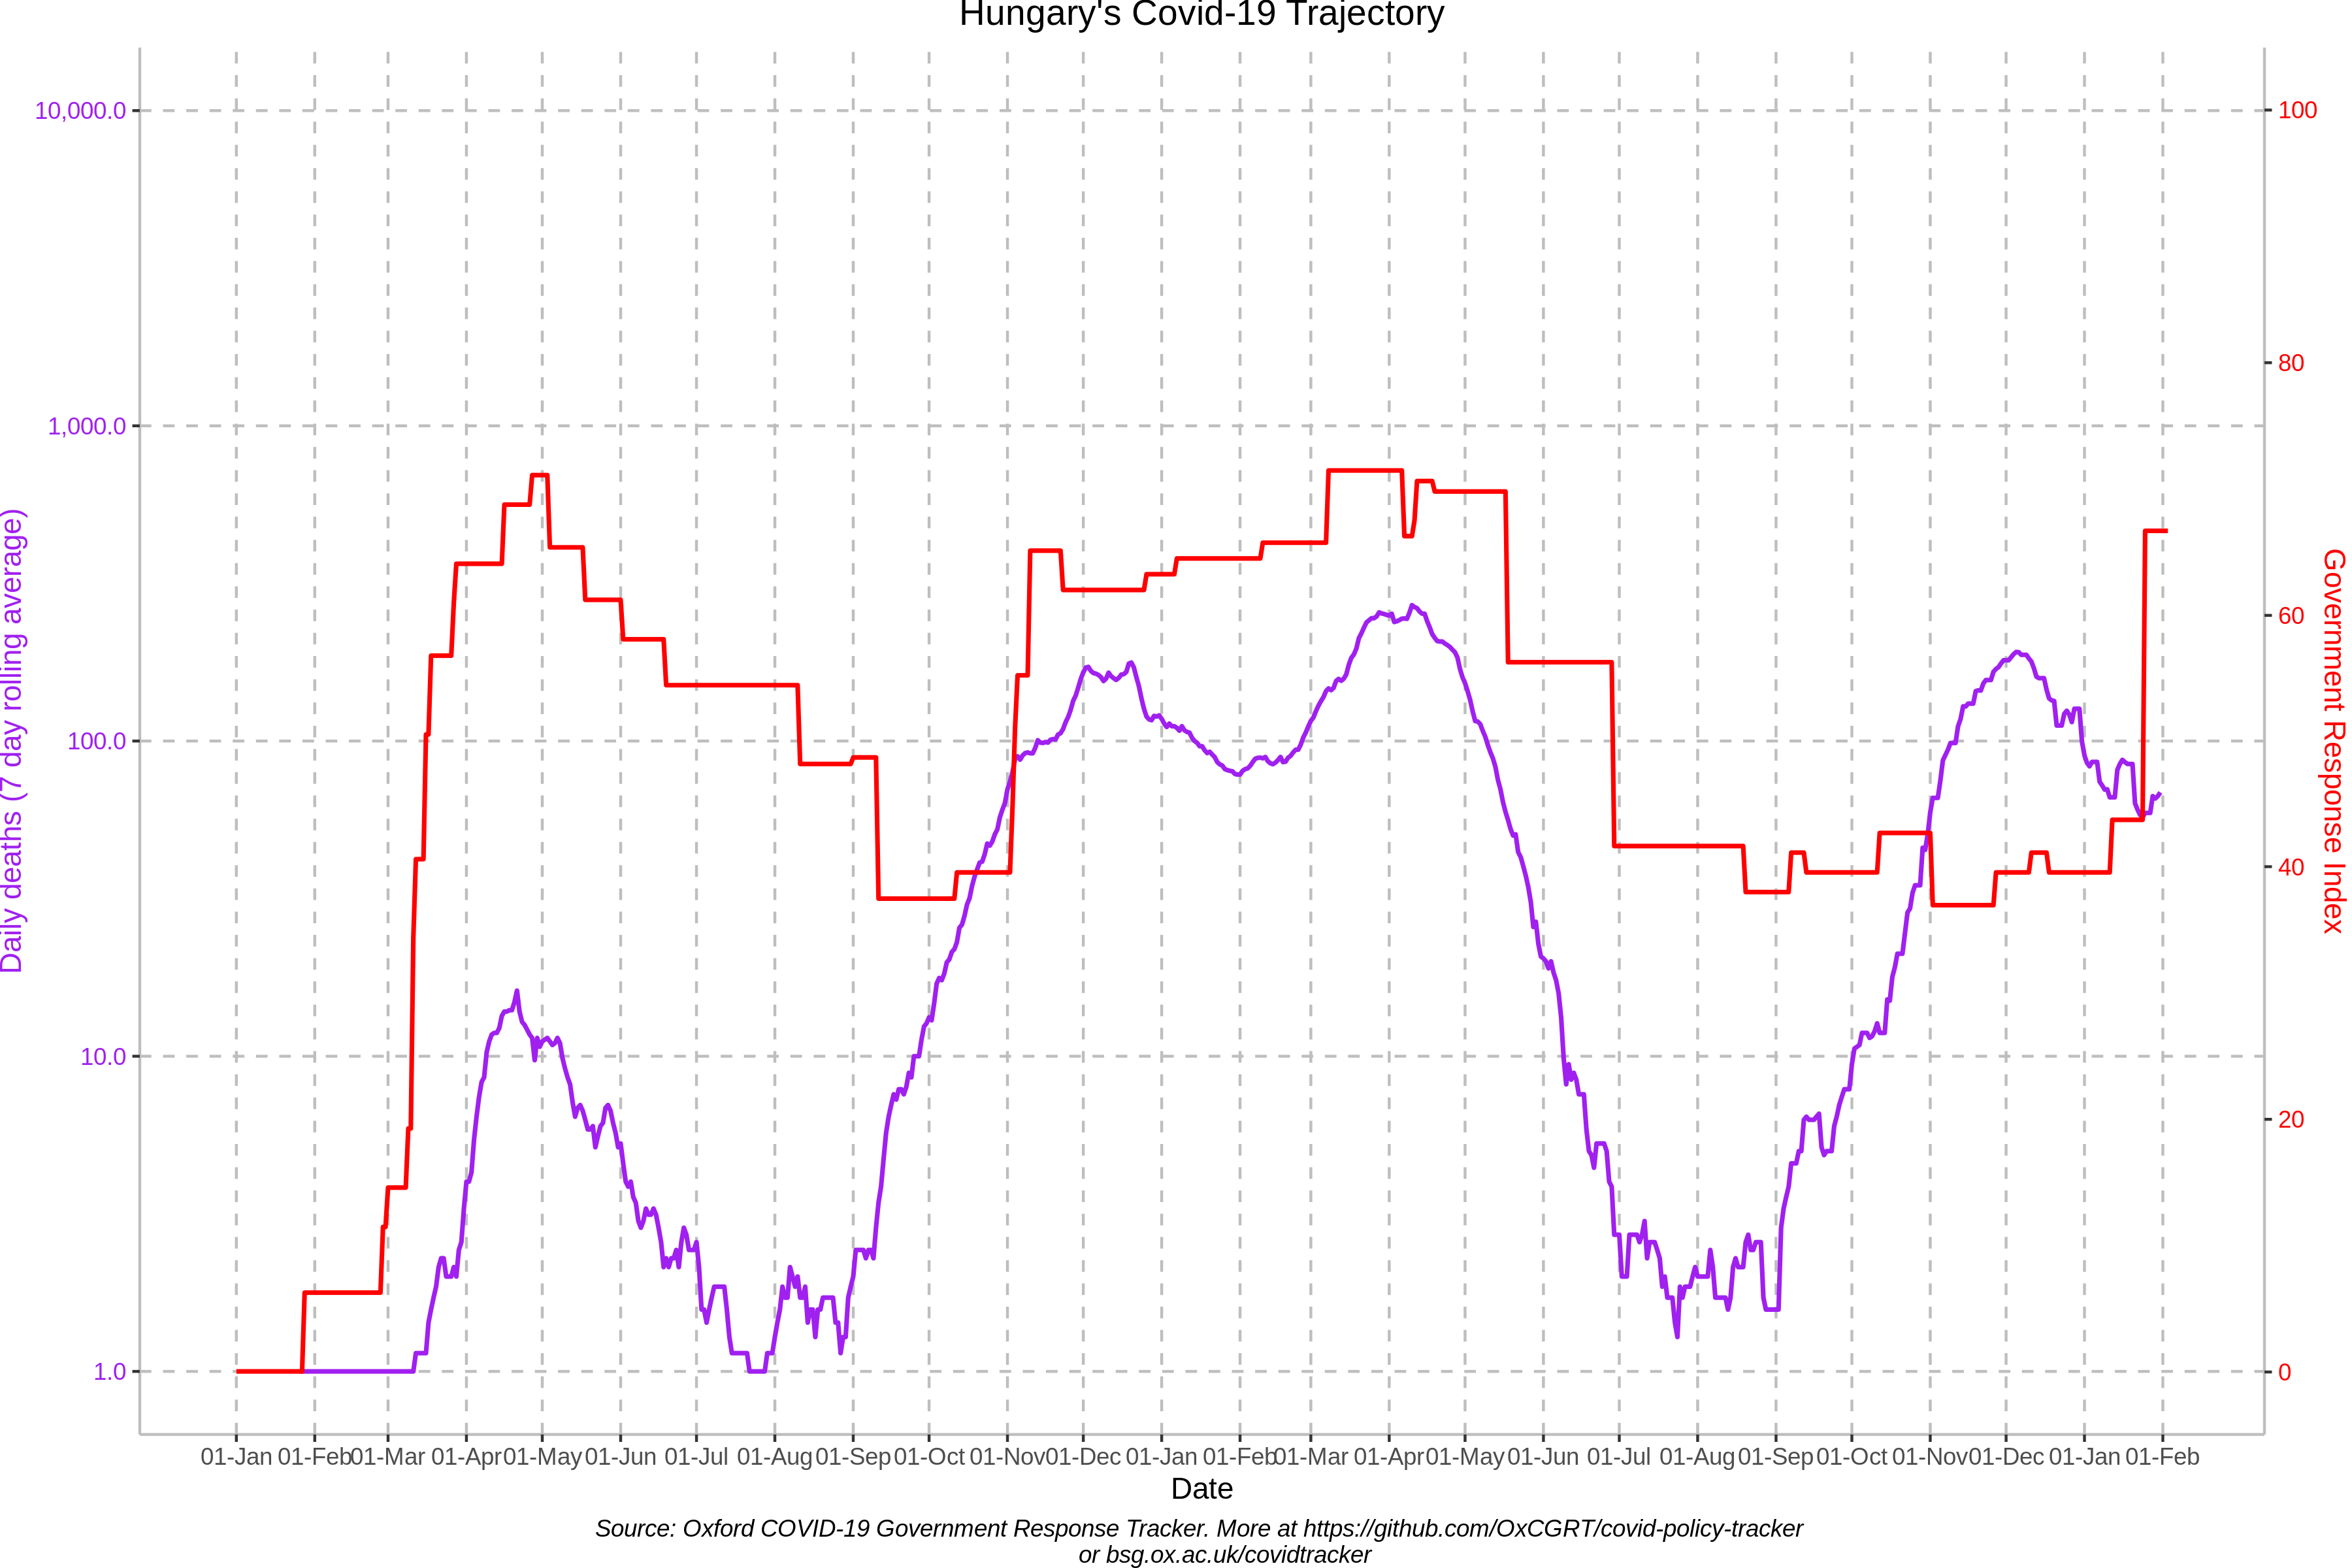 Hungary's Covid-19 Trajectory
10,000.0
1,000.0
100.0
10.0
1.0
Daily deaths (7 day rolling average)
100
80
60
40
20
0
Government Response Index
01-Jan 01-Feb 01-Mar 01-Apr 01-May 01-Jun 01-Jul 01-Aug 01-Sep 01-Oct 01-Nov 01-Dec 01-Jan 01-Feb 01-Mar 01-Apr 01-May 01-Jun 01-Jul 01-Aug 01-Sep 01-Oct 01-Nov 01-Dec 01-Jan 01-Feb
Date
Source: Oxford COVID-19 Government Response Tracker. More at https://github.com/OxCGRT/covid-policy-tracker
or bsg.ox.ac.uk/covidtracker